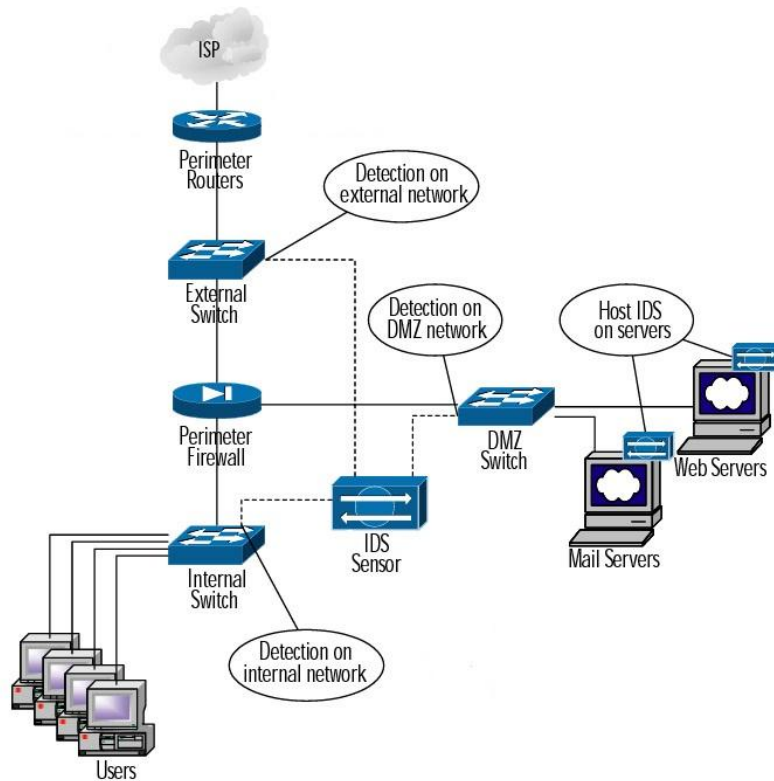 ISP
Perimeter
Routers
Detection on
external network
External
Switch
Detection on
DMZ network
Host IDS
on servers
Perimeter
Firewall
DMZ
Switch
Web Servers
IDS
Sensor
Mail Servers
Internal
Switch
Detection on
internal network
Users